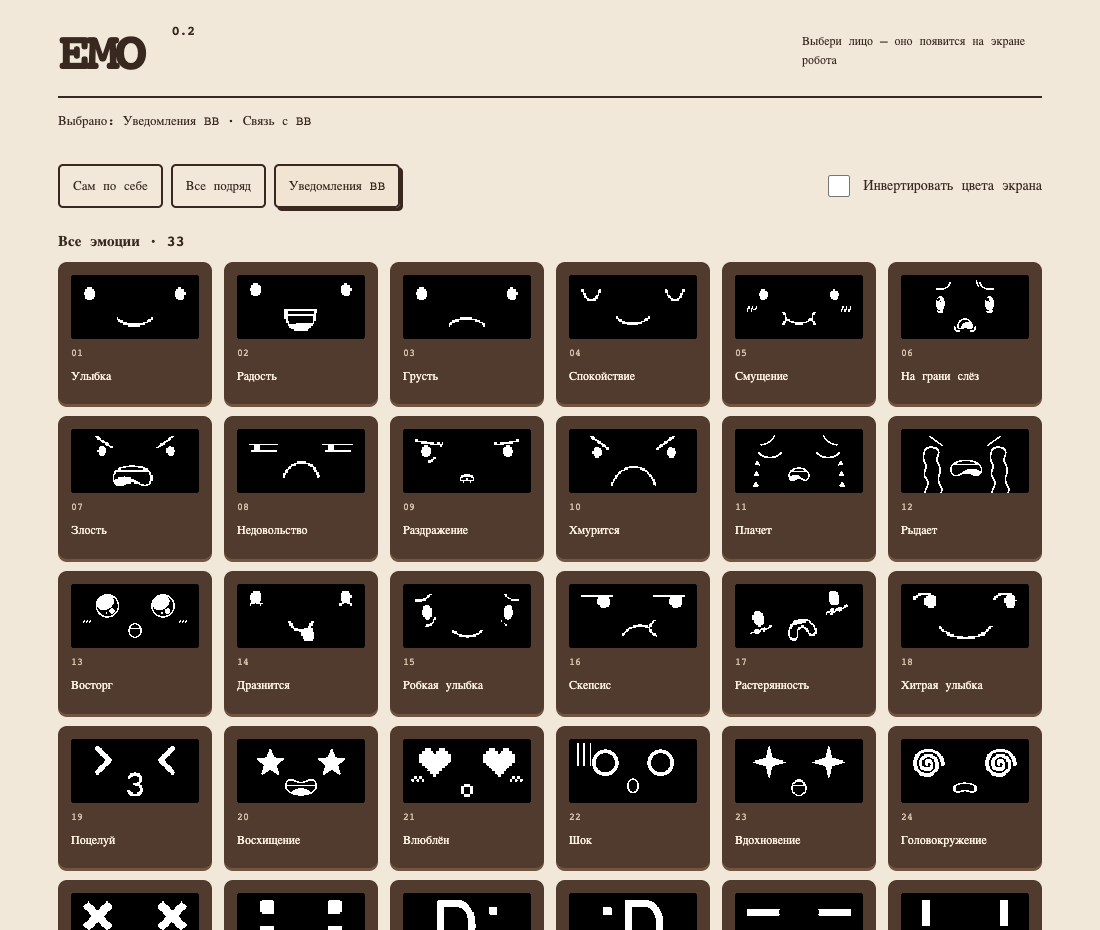 EMO
0.2
Выбери лицо — оно появится на экране
робота
Выбрано: Уведомления BB · Связь с BB
Сам по себе
Все подряд
Уведомления BB
Инвертировать цвета экрана
Все эмоции · 33
01
Улыбка
02
Радость
03
Грусть
04
Спокойствие
05
Смущение
06
На грани слёз
07
Злость
08
Недовольство
09
Раздражение
10
Хмурится
11
Плачет
12
Рыдает
13
Восторг
14
Дразнится
15
Робкая улыбка
16
Скепсис
17
Растерянность
18
Хитрая улыбка
19
Поцелуй
20
Восхищение
21
Влюблён
22
Шок
23
Вдохновение
24
Головокружение